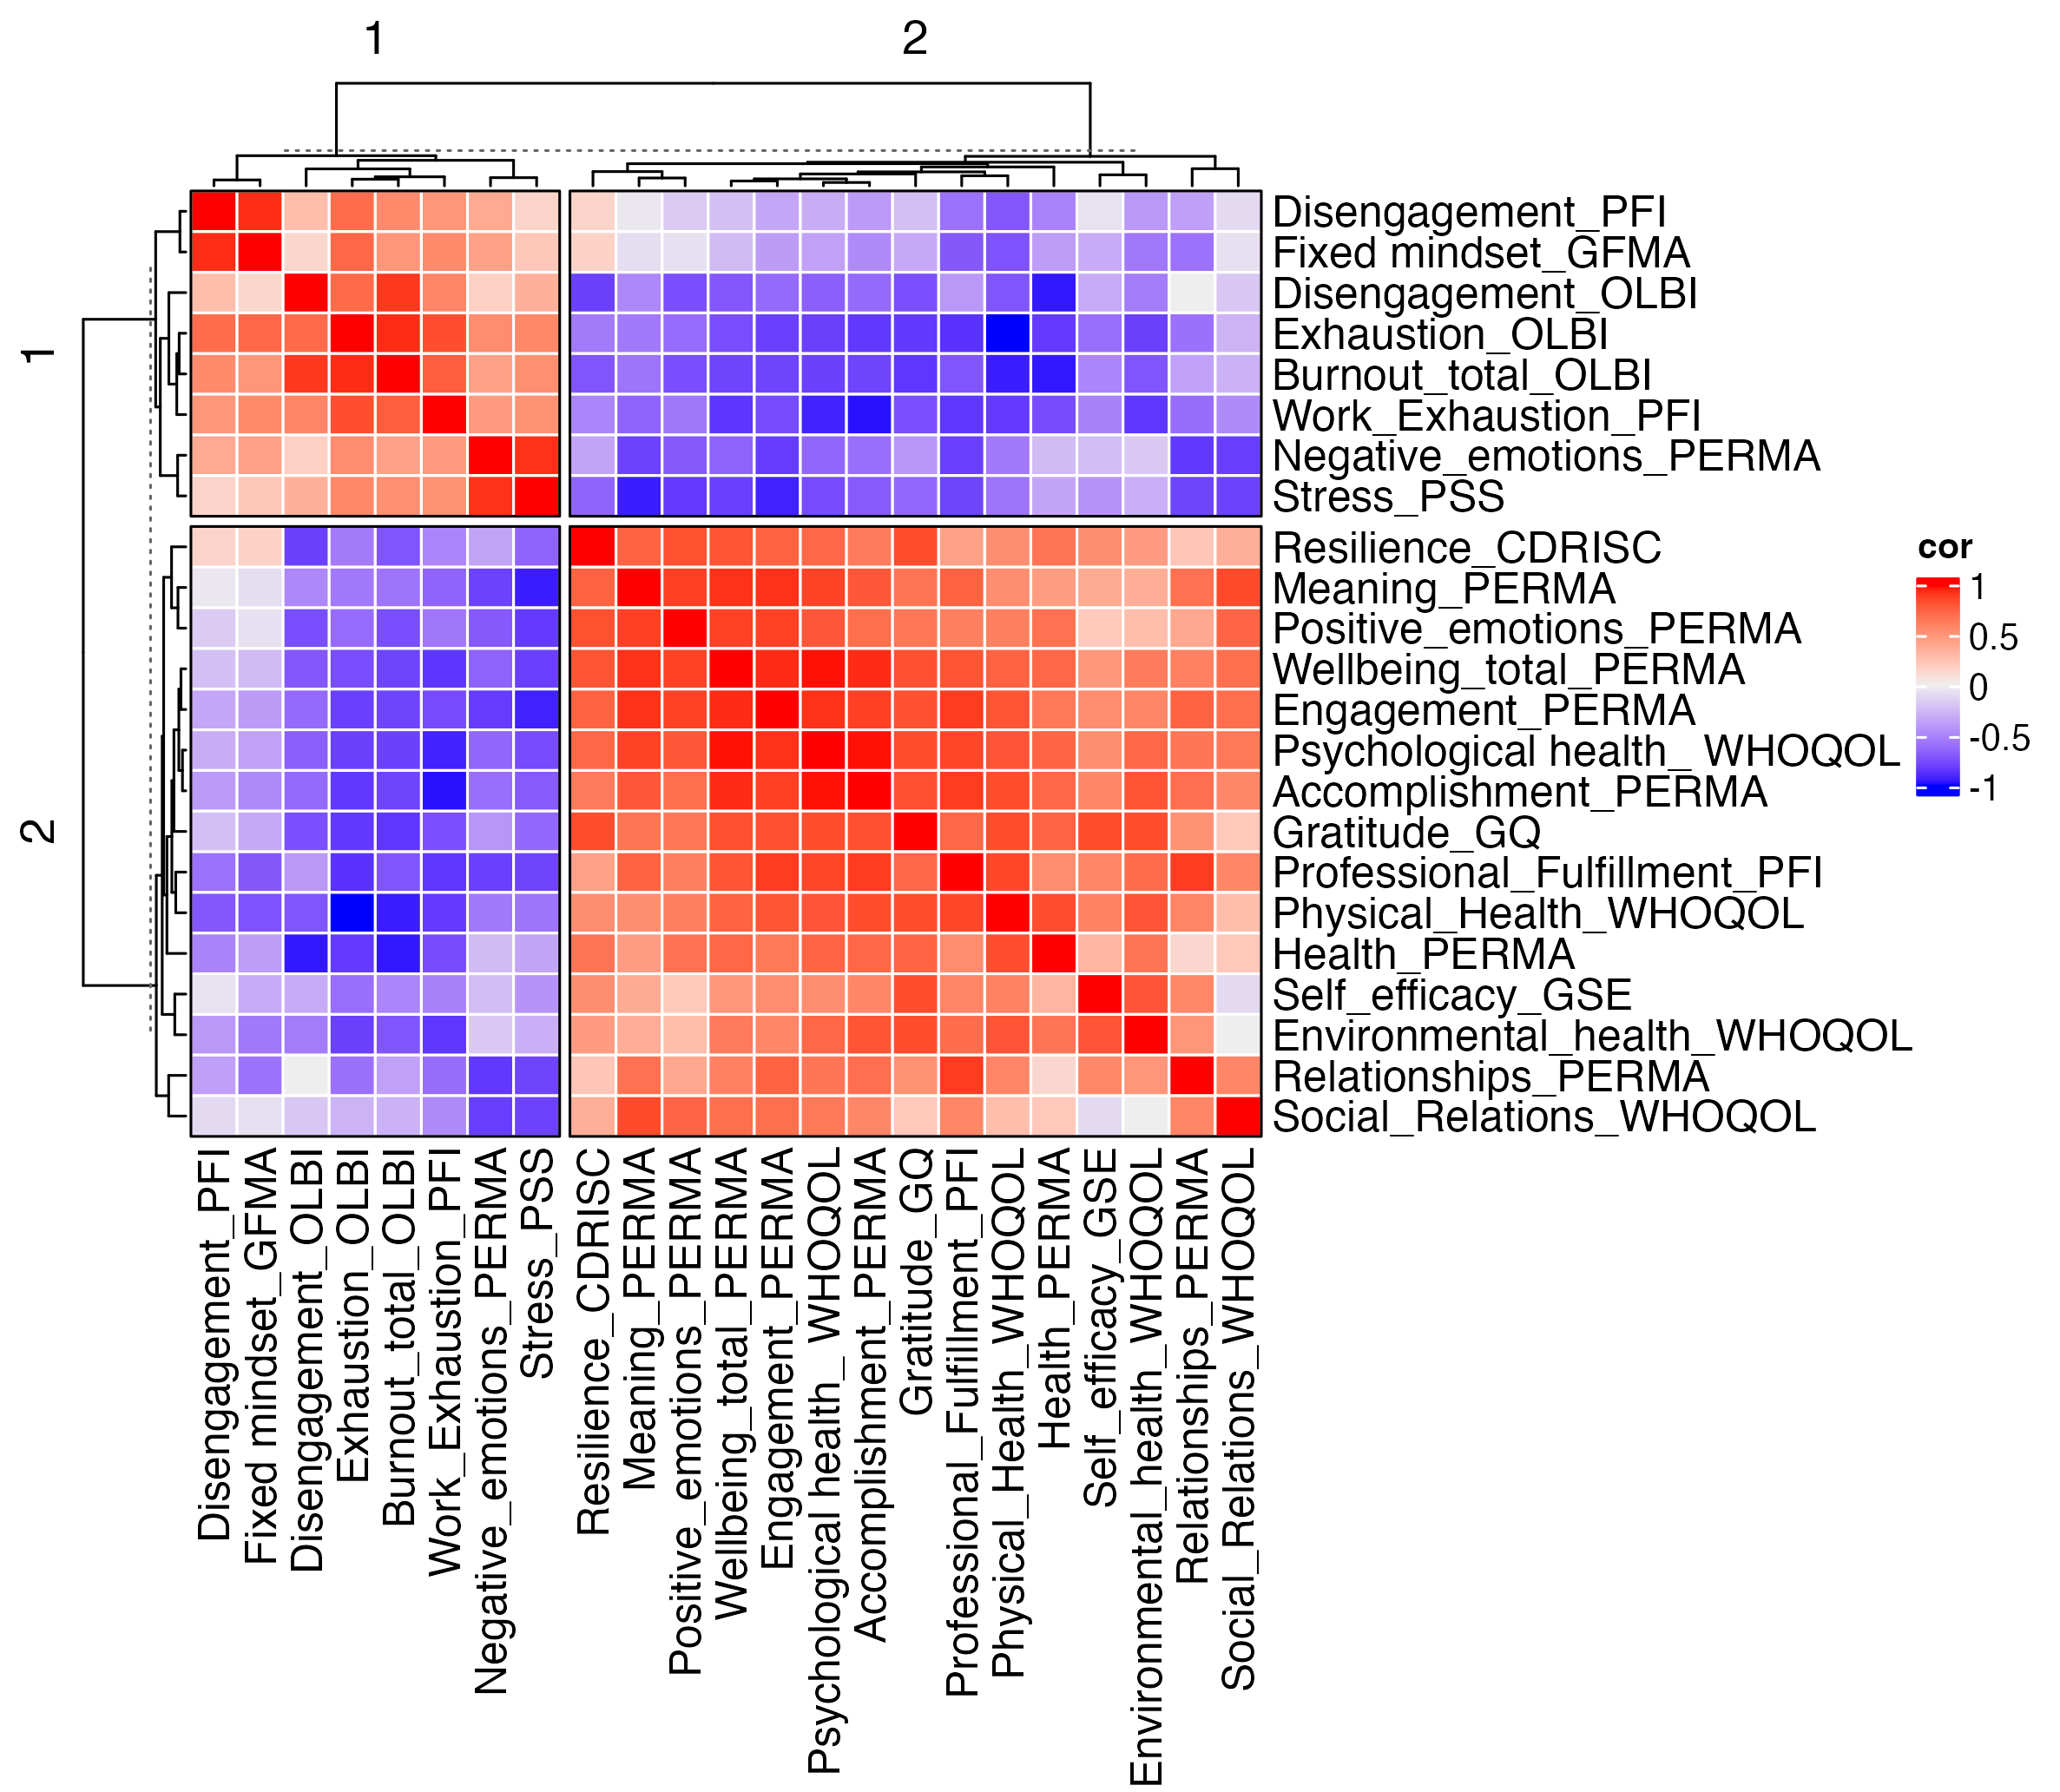 1
2
1
2
Disengagement_PFI
Fixed mindset_GFMA
Disengagement_OLBI
Exhaustion_OLBI
Burnout_total_OLBI
Work_Exhaustion_PFI
Negative_emotions_PERMA
Stress_PSS
Resilience_CDRISC
Meaning_PERMA
Positive_emotions_PERMA
Wellbeing_total_PERMA
Engagement_PERMA
Psychological health_ WHOQOL
Accomplishment_PERMA
Gratitude_GQ
Professional_Fulfillment_PFI
Physical_Health_WHOQOL
Health_PERMA
Self_efficacy_GSE
Environmental_health_WHOQOL
Relationships_PERMA
Social_Relations_WHOQOL
cor
1
0.5
0
-0.5
-1
Disengagement_PFI
Fixed mindset_GFMA
Disengagement_OLBI
Exhaustion_OLBI
Burnout_total_OLBI
Work_Exhaustion_PFI
Negative_emotions_PERMA
Stress_PSS
Resilience_CDRISC
Meaning_PERMA
Positive_emotions_PERMA
Wellbeing_total_PERMA
Engagement_PERMA
Psychological health_ WHOQOL
Accomplishment_PERMA
Gratitude_GQ
Professional_Fulfillment_PFI
Physical_Health_WHOQOL
Health_PERMA
Self_efficacy_GSE
Environmental_health_WHOQOL
Relationships_PERMA
Social_Relations_WHOQOL